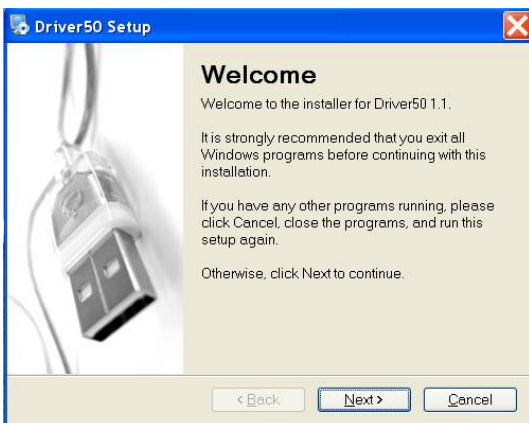 Driver50 Setup
Welcome
Welcome to the installer for Driver50 1.1.
It is strongly recommended that you exit all
Windows programs before continuing with this
installation.
If you have any other programs running, please
click Cancel, close the programs, and run this
setup again.
Otherwise, click Next to continue.
< Back
Next >
Cancel